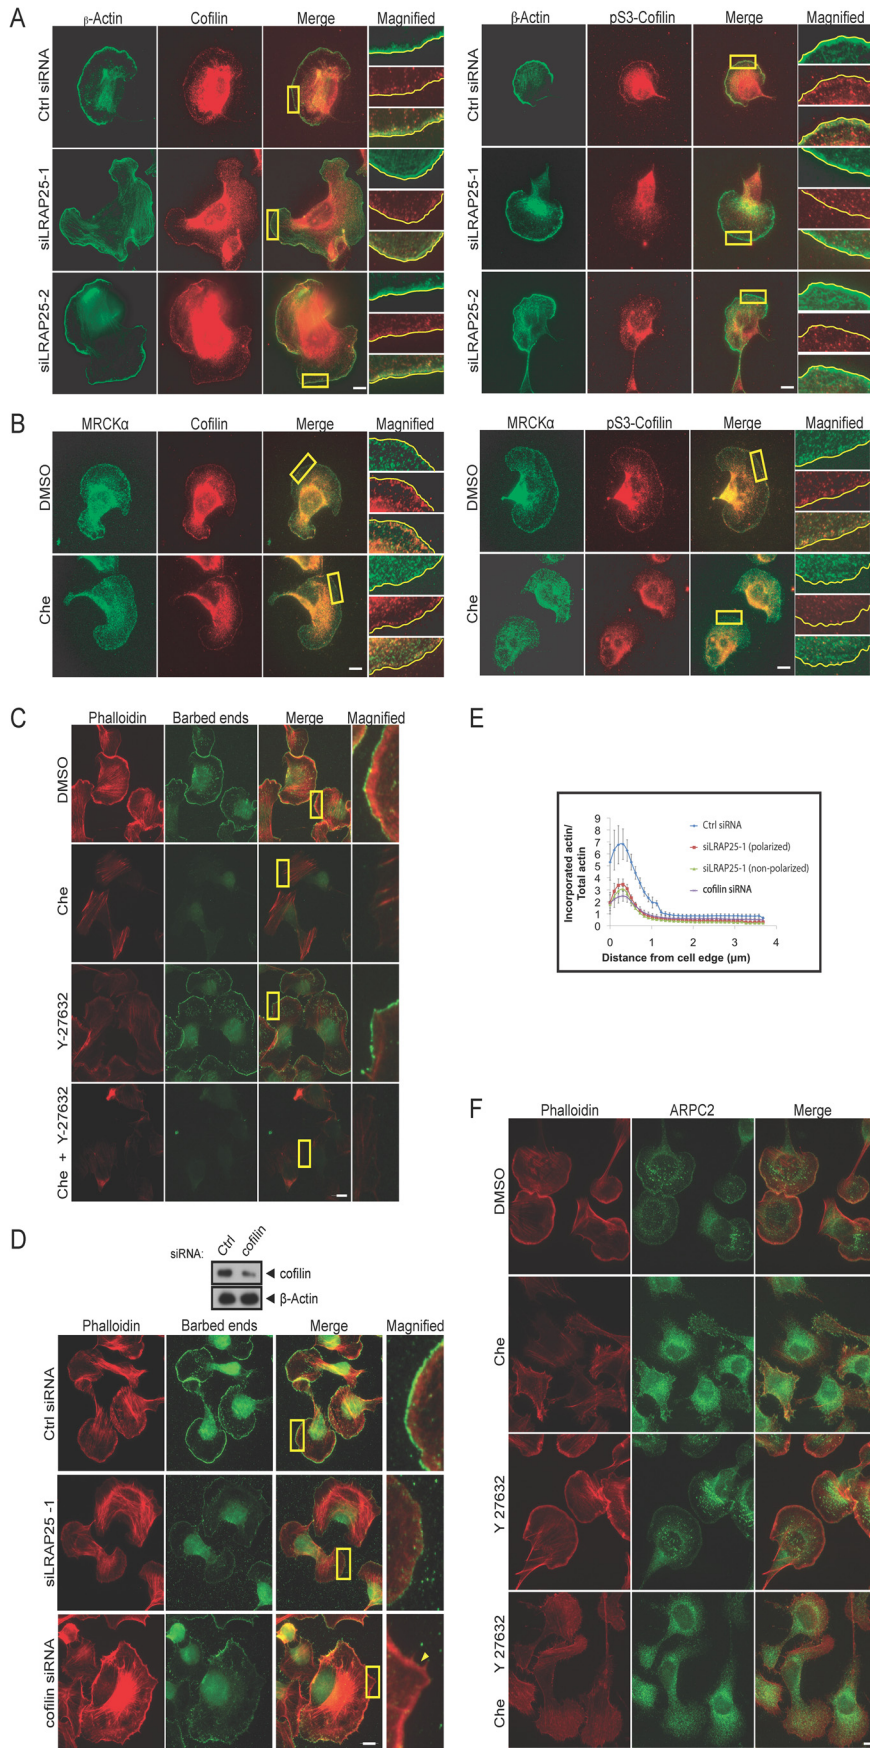 A
β-Actin Cofilin Merge Magnified
Ctrl siRNA
siLRAP25-1
siLRAP25-2
β-Actin pS3-Cofilin Merge Magnified
Ctrl siRNA
siLRAP25-1
siLRAP25-2
B
MRCKα Cofilin Merge Magnified
DMSO
Che
MRCKα pS3-Cofilin Merge Magnified
DMSO
Che
C
Phalloidin Barbed ends Merge Magnified
DMSO
Che
Y-27632
Che + Y-27632
D
siRNA: Ctrl cofilin
cofilin
β-Actin
Phalloidin Barbed ends Merge Magnified
Ctrl siRNA
siLRAP25 -1
cofilin siRNA
E
Incorporated actin/
Total actin
9
8
7
6
5
4
3
2
1
0
0 1 2 3 4
Distance from cell edge (µm)
Ctrl siRNA
siLRAP25-1 (polarized)
siLRAP25-1 (non-polarized)
cofilin siRNA
F
Phalloidin ARPC2 Merge
DMSO
Che
Y 27632
Che Y 27632